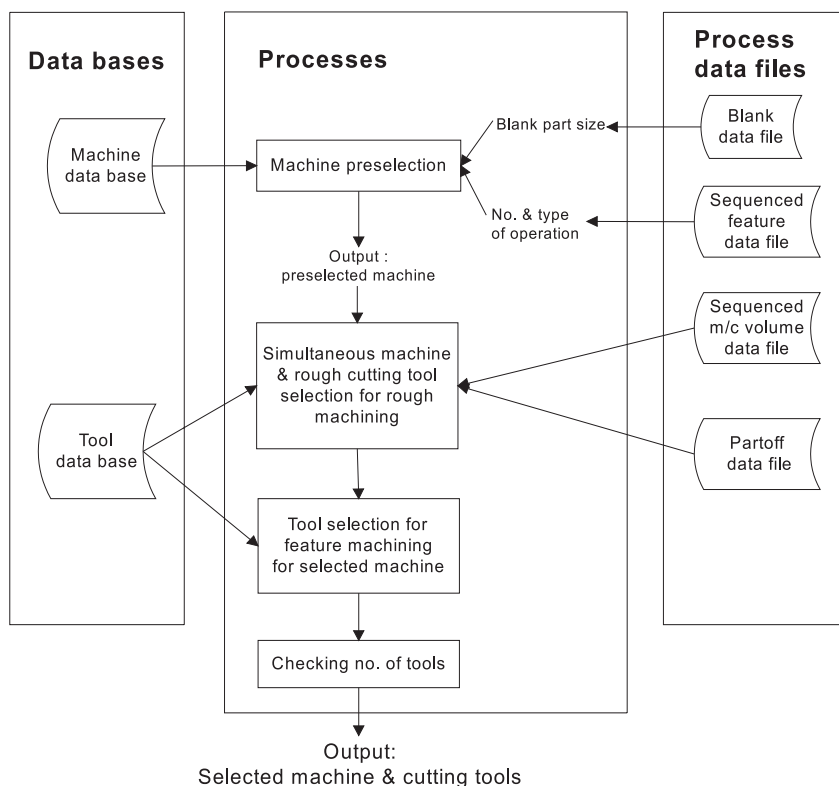 Data bases
Machine
data base
Tool
data base
Processes
Machine preselection
Blank part size
No. & type
of operation
Output :
preselected machine
Simultaneous machine
& rough cutting tool
selection for rough
machining
Tool selection for
feature machining
for selected machine
Checking no. of tools
Output:
Selected machine & cutting tools
Process
data files
Blank
data file
Sequenced
feature
data file
Sequenced
m/c volume
data file
Partoff
data file